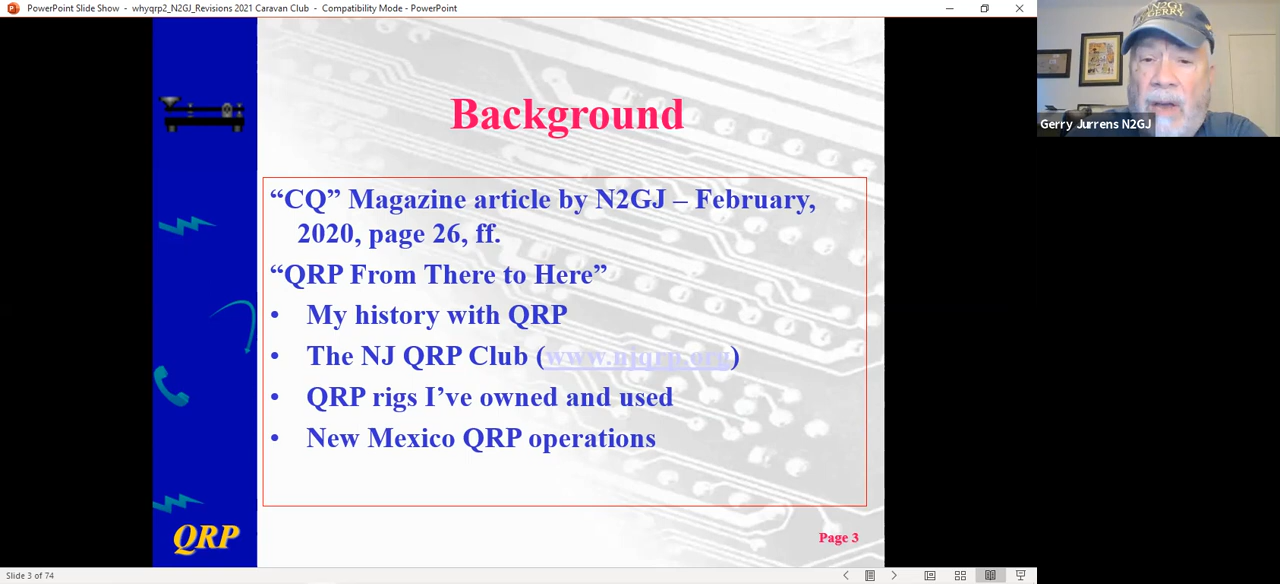 PowerPoint Slide Show - whyqrp2_N2GJ_Revisions 2021 Caravan Club - Compatibility Mode - PowerPoint
N2GJ
GERRY
Gerry Jurrens N2GJ
Background
“CQ” Magazine article by N2GJ – February,
2020, page 26, ff.
“QRP From There to Here”
• My history with QRP
• The NJ QRP Club (www.njqrp.org)
• QRP rigs I’ve owned and used
• New Mexico QRP operations
QRP
Page 3
Slide 3 of 74